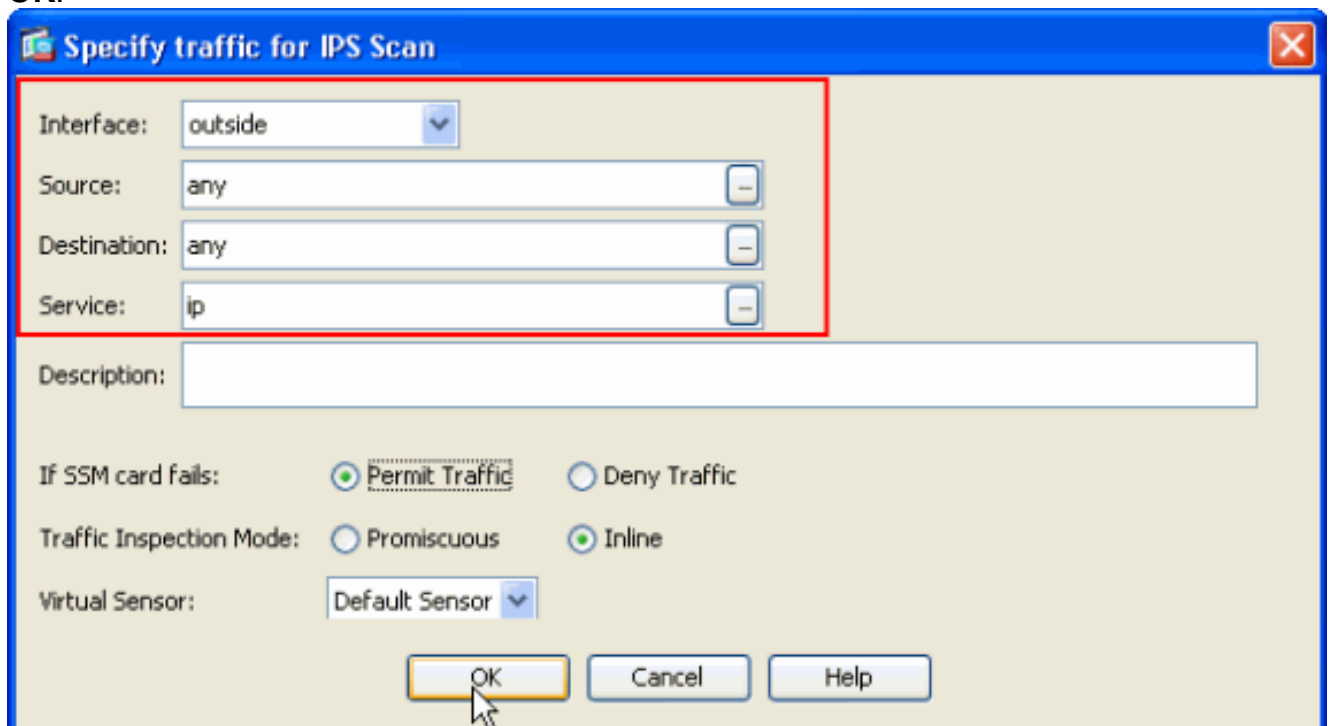 OK.
Specify traffic for IPS Scan
Interface: outside
Source: any
Destination: any
Service: ip
Description:
If SSM card fails: Permit Traffic Deny Traffic
Traffic Inspection Mode: Promiscuous Inline
Virtual Sensor: Default Sensor
OK Cancel Help